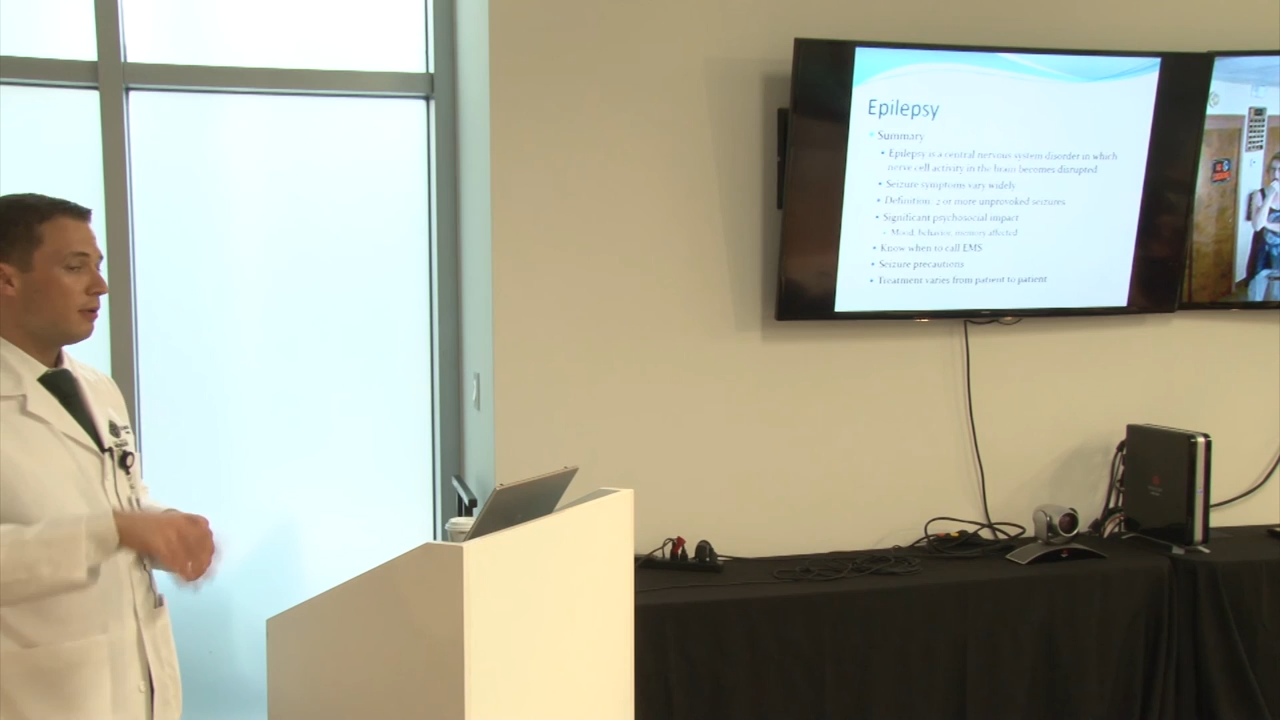 Epilepsy
Summary
Epilepsy is a central nervous system disorder in which
nerve cell activity in the brain becomes disrupted
Seizure symptoms vary widely
Definition: 2 or more unprovoked seizures
Significant psychosocial impact
Mood, behavior, memory affected
Know when to call EMS
Seizure precautions
Treatment varies from patient to patient